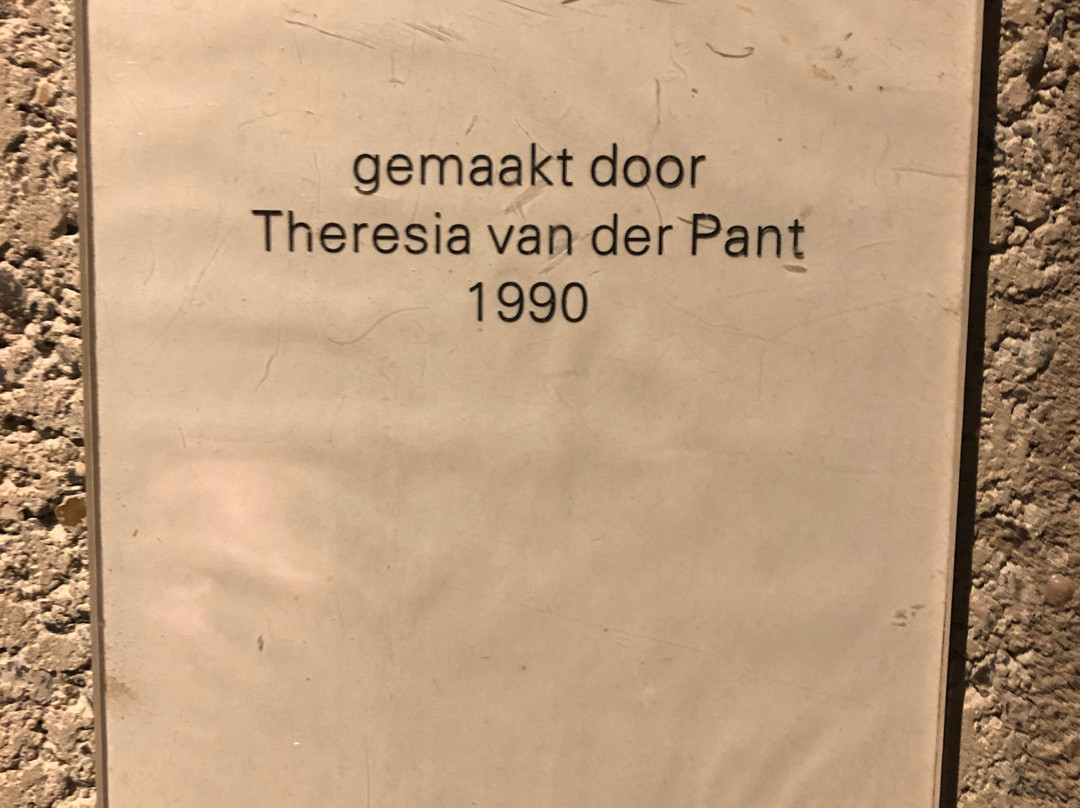 gemaakt door
Theresia van der Pant
1990